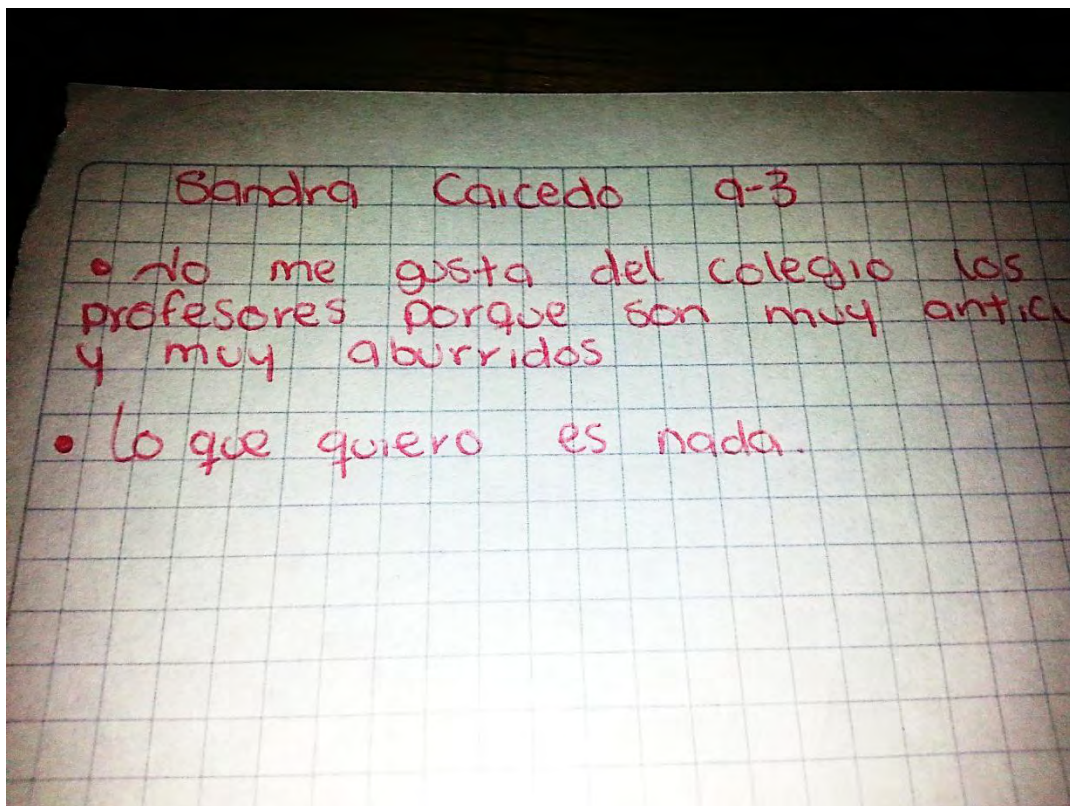 Sandra Caicedo 9-3
• No me gusta del colegio los
profesores porque son muy
y muy aburridos
• lo que quiero es nada.